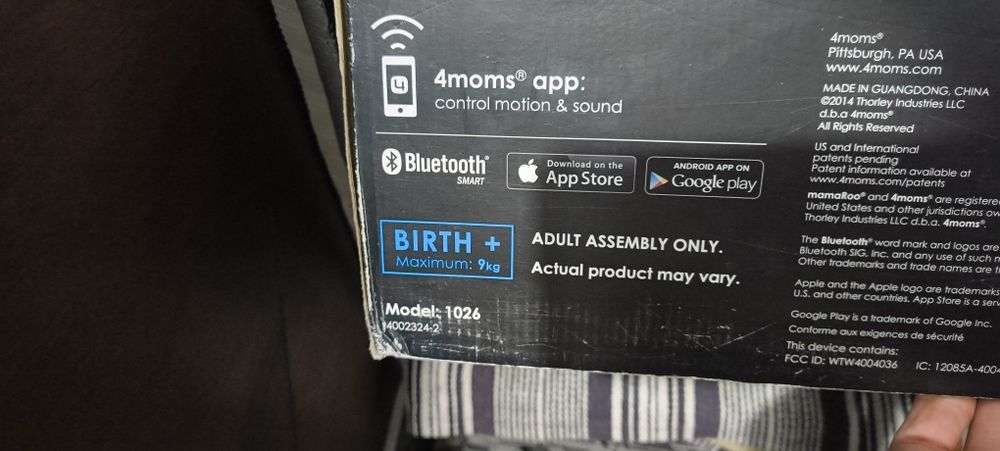 4moms® app:
control motion & sound
Bluetooth®
SMART
Download on the
App Store
ANDROID APP ON
Google play
BIRTH +
Maximum: 9kg
ADULT ASSEMBLY ONLY.
Actual product may vary.
Model: 1026
14002324-2
4moms®
Pittsburgh, PA USA
www.4moms.com
MADE IN GUANGDONG, CHINA
©2014 Thorley Industries LLC
d.b.a 4moms®
All Rights Reserved
US and International
patents pending
Patent information available at
www.4moms.com/patents
mamaRoo® and 4moms® are registere
United States and other jurisdictions ow
Thorley Industries LLC d.b.a. 4moms®.
The Bluetooth® word mark and logos are
Bluetooth SIG, Inc. and any use of such m
Other trademarks and trade names are th
Apple and the Apple logo are trademarks
U.S. and other countries. App Store is a serv
Google Play is a trademark of Google Inc.
Conforme aux exigences de sécurité
This device contains:
FCC ID: WTW4004036 IC: 12085A-4004